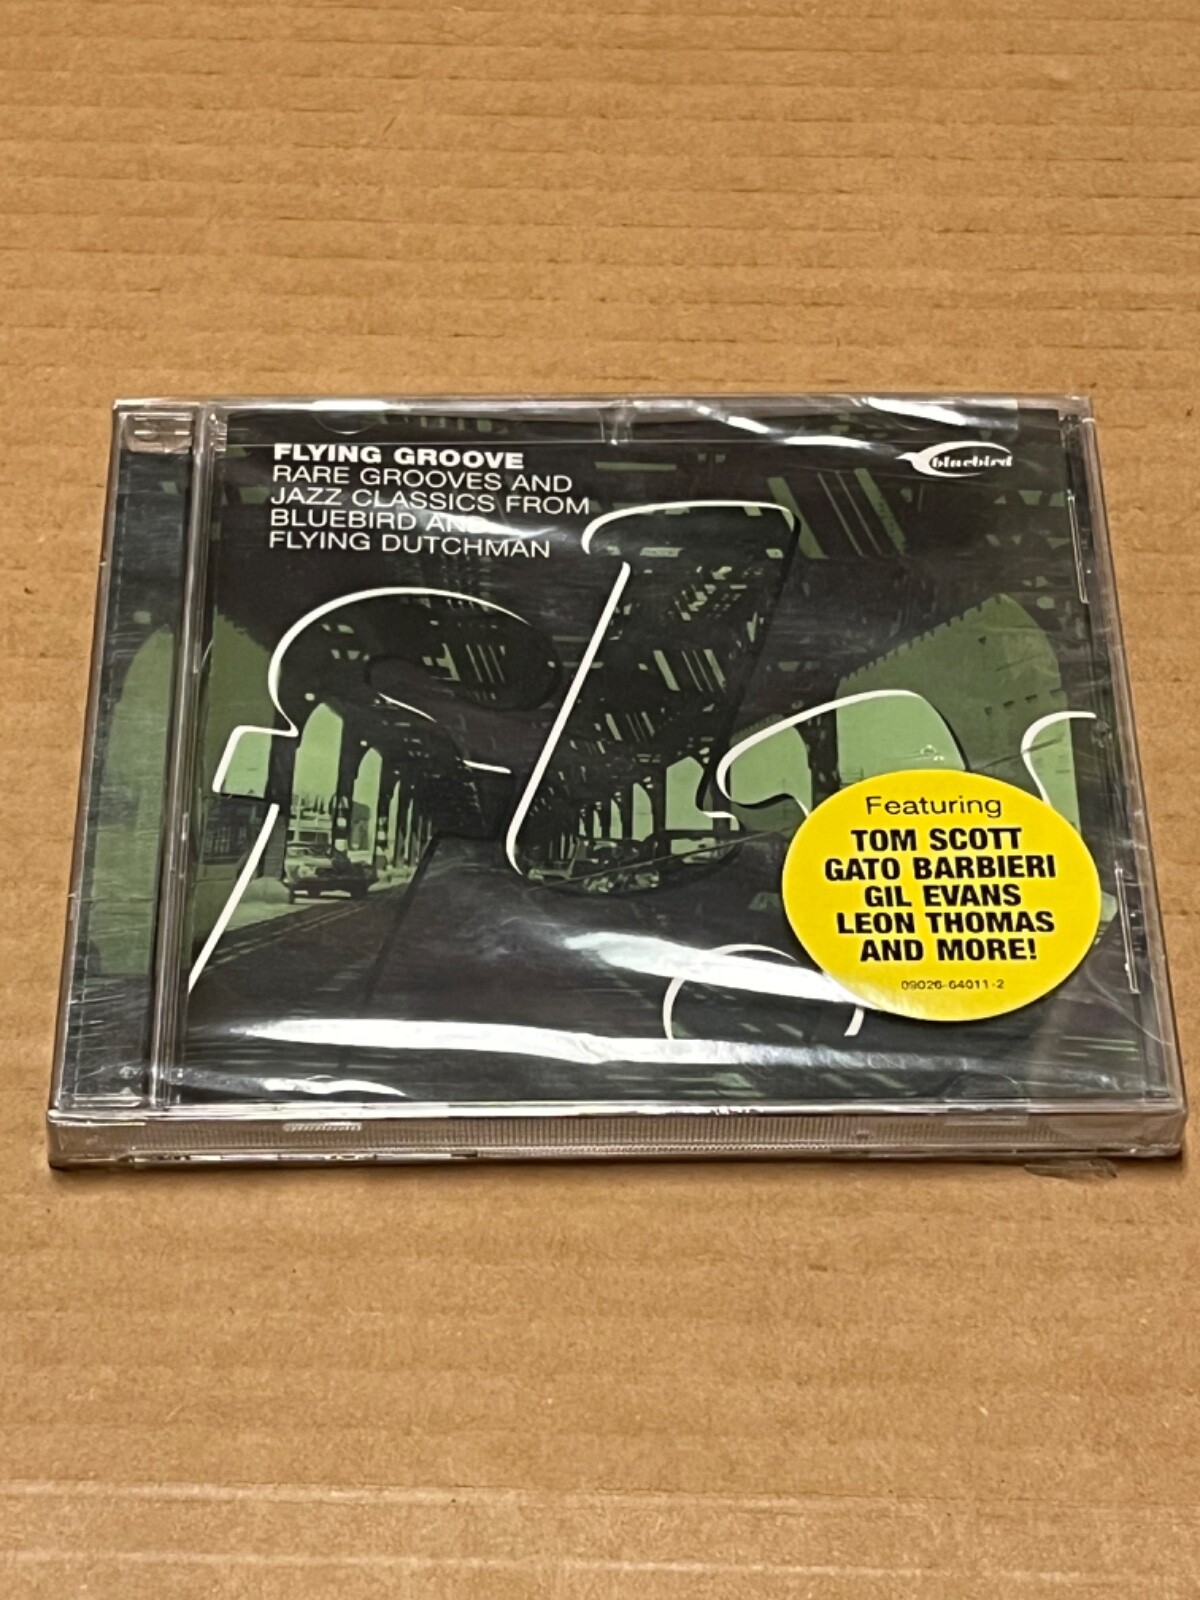 FLYING GROOVE
RARE GROOVES AND
JAZZ CLASSICS FROM
BLUEBIRD AND
FLYING DUTCHMAN
bluebird
Featuring
TOM SCOTT
GATO BARBIERI
GIL EVANS
LEON THOMAS
AND MORE!
09026-64011-2